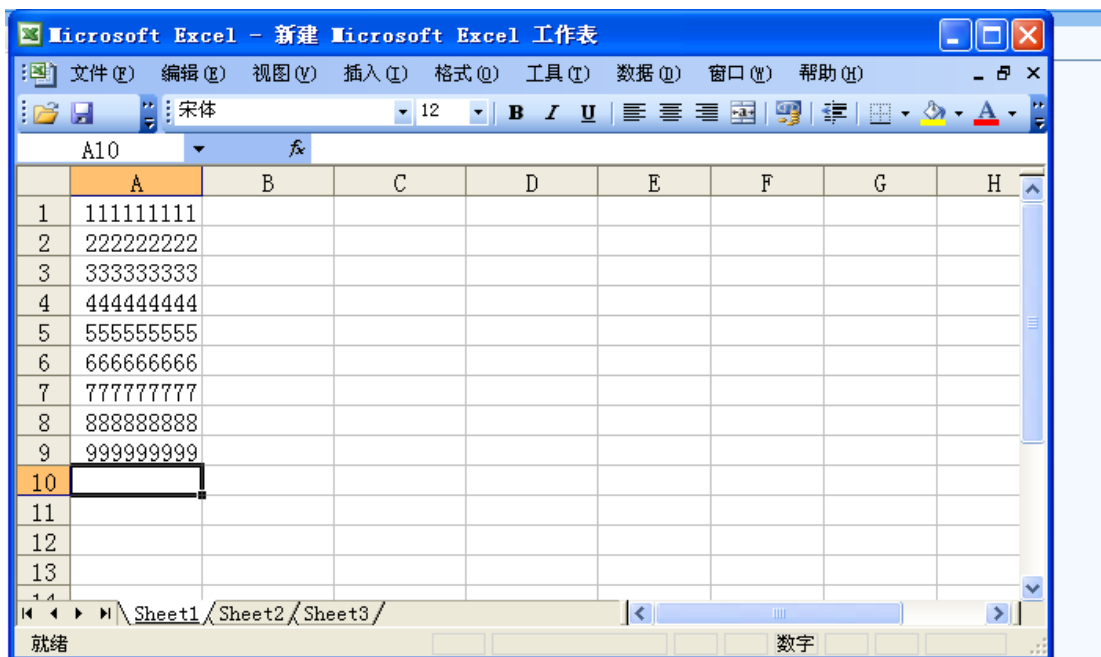 Microsoft Excel - 新建 Microsoft Excel 工作表
文件(F) 编辑(E) 视图(V) 插入(I) 格式(O) 工具(T) 数据(D) 窗口(W) 帮助(H)
宋体 12 B I U A
A10 fx
A B C D E F G H
1 111111111
2 222222222
3 333333333
4 444444444
5 555555555
6 666666666
7 777777777
8 888888888
9 999999999
10
11
12
13
14
Sheet1 Sheet2 Sheet3
就绪 数字